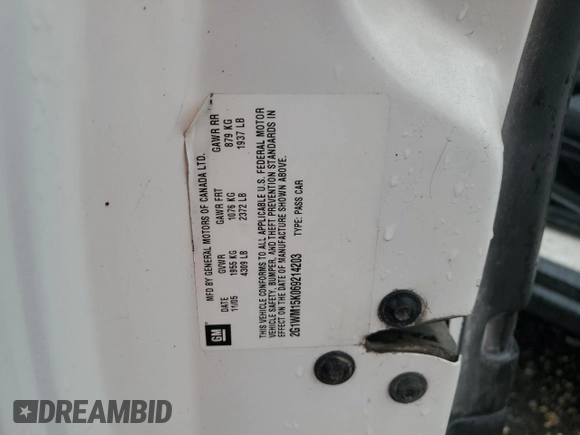 MFD BY GENERAL MOTORS OF CANADA LTD.
DATE GVWR GAWR FRT GAWR RR
11/05 1955 KG 1076 KG 879 KG
4309 LB 2372 LB 1937 LB
THIS VEHICLE CONFORMS TO ALL APPLICABLE U.S. FEDERAL MOTOR
VEHICLE SAFETY, BUMPER, AND THEFT PREVENTION STANDARDS IN
EFFECT ON THE DATE OF MANUFACTURE SHOWN ABOVE.
2G1WM15K069214203 TYPE: PASS CAR
GM
DREAMBID